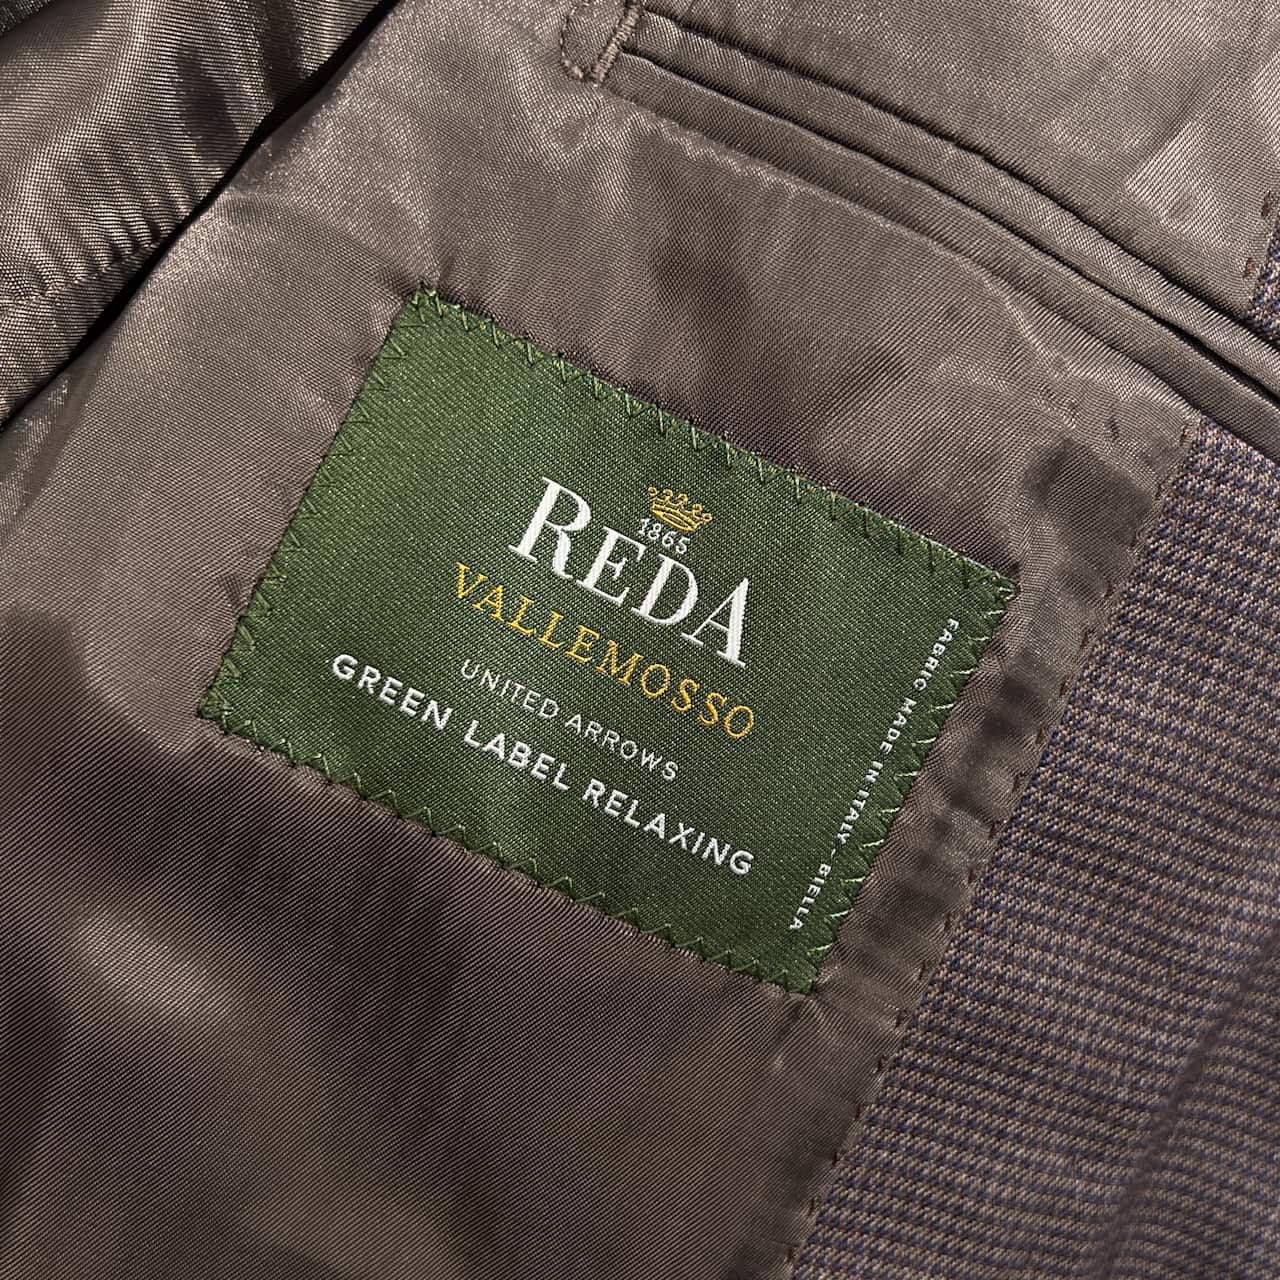 1865
REDA
VALLEMOSSO
UNITED ARROWS
GREEN LABEL RELAXING
FABRIC MADE IN ITALY - BIELLA